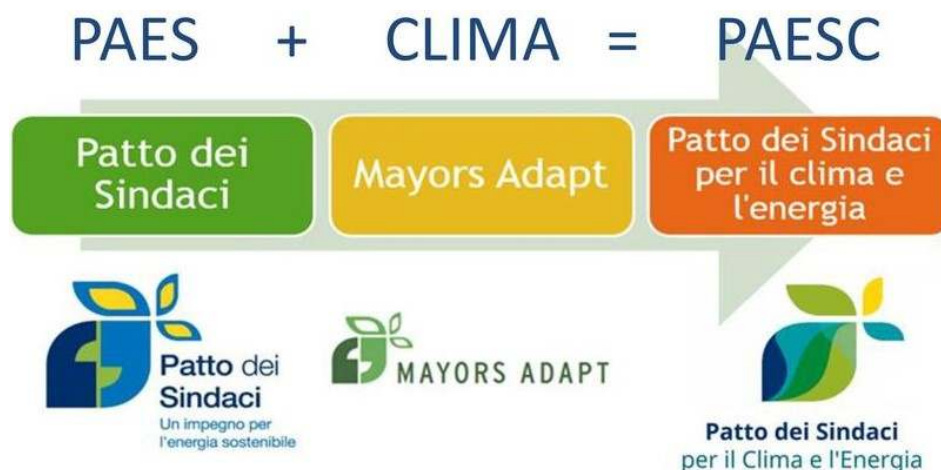 PAES + CLIMA = PAESC
Patto dei
Sindaci
Mayors Adapt
Patto dei Sindaci
per il clima e
l'energia
Patto dei
Sindaci
Un impegno per
l'energia sostenibile
MAYORS ADAPT
Patto dei Sindaci
per il Clima e l'Energia